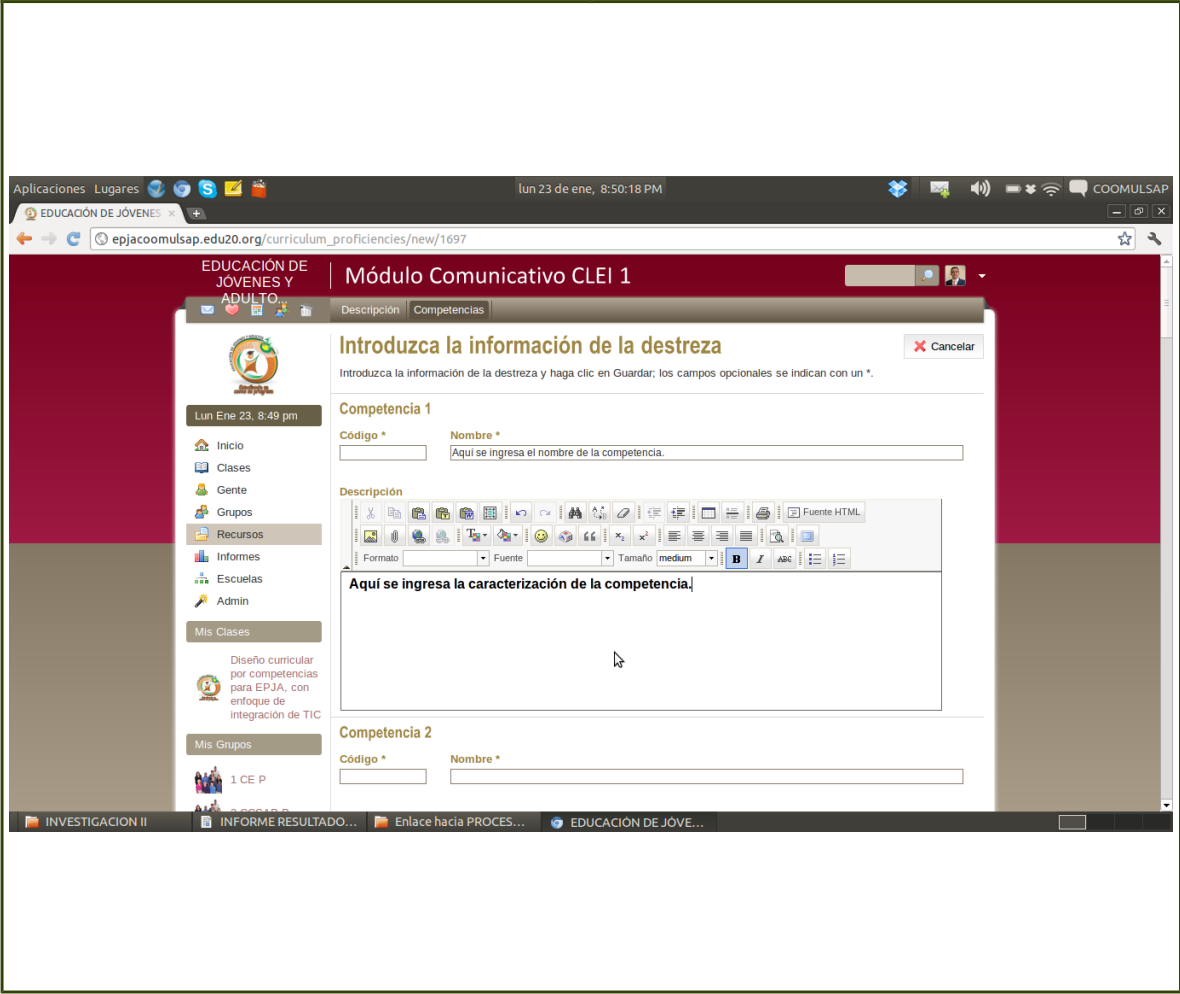 Aplicaciones Lugares
lun 23 de ene, 8:50:18 PM
COOMULSAP
EDUCACIÓN DE JÓVENES
epjacoomulsap.edu20.org/curriculum_proficiencies/new/1697
EDUCACIÓN DE
JÓVENES Y
ADULTO...
Módulo Comunicativo CLEI 1
Descripción Competencias
Introduzca la información de la destreza
Cancelar
Introduzca la información de la destreza y haga clic en Guardar; los campos opcionales se indican con un *.
Lun Ene 23, 8:49 pm
Inicio
Clases
Gente
Grupos
Recursos
Informes
Escuelas
Admin
Mis Clases
Diseño curricular
por competencias
para EPJA, con
enfoque de
integración de TIC
Mis Grupos
1 CE P
Competencia 1
Código * Nombre *
Aquí se ingresa el nombre de la competencia.
Descripción
Fuente HTML
Formato Fuente Tamaño medium B I ABC
Aquí se ingresa la caracterización de la competencia.
Competencia 2
Código * Nombre *
INVESTIGACION II
INFORME RESULTADO...
Enlace hacia PROCES...
EDUCACIÓN DE JÓVE...